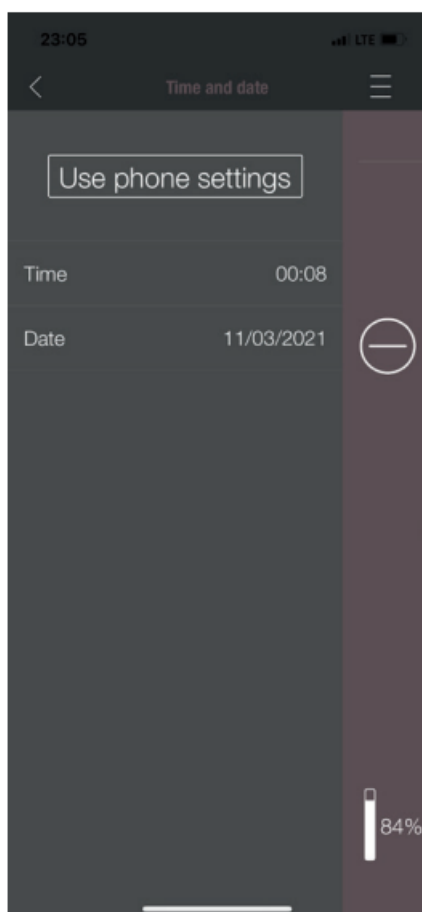 23:05 LTE
Time and date
Use phone settings
Time 00:08
Date 11/03/2021
84%